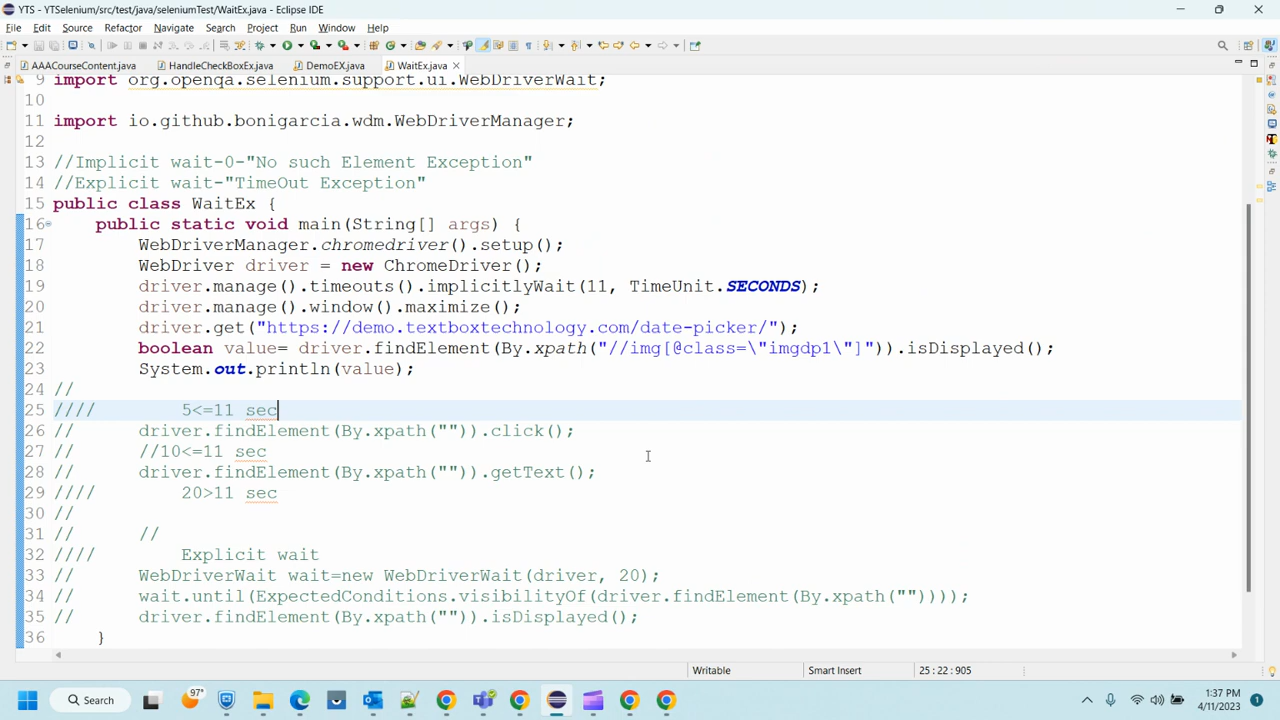 YTS - YTSelenium/src/test/java/seleniumTest/WaitEx.java - Eclipse IDE
File Edit Source Refactor Navigate Search Project Run Window Help
AAACourseContent.java HandleCheckBoxEx.java DemoEX.java WaitEx.java
9 import org.openqa.selenium.support.ui.WebDriverWait;
10
11 import io.github.bonigarcia.wdm.WebDriverManager;
12
13 //Implicit wait-0-"No such Element Exception"
14 //Explicit wait-"TimeOut Exception"
15 public class WaitEx {
16 public static void main(String[] args) {
17 WebDriverManager.chromedriver().setup();
18 WebDriver driver = new ChromeDriver();
19 driver.manage().timeouts().implicitlyWait(11, TimeUnit.SECONDS);
20 driver.manage().window().maximize();
21 driver.get("https://demo.textboxtechnology.com/date-picker/");
22 boolean value= driver.findElement(By.xpath("//img[@class=\"imgdp1\"]")).isDisplayed();
23 System.out.println(value);
24 //
25 //// 5<=11 sec
26 // driver.findElement(By.xpath("")).click();
27 // //10<=11 sec
28 // driver.findElement(By.xpath("")).getText();
29 //// 20>11 sec
30 //
31 // //
32 //// Explicit wait
33 // WebDriverWait wait=new WebDriverWait(driver, 20);
34 // wait.until(ExpectedConditions.visibilityOf(driver.findElement(By.xpath(""))));
35 // driver.findElement(By.xpath("")).isDisplayed();
36 }
Writable Smart Insert 25 : 22 : 905
Search 97° 1:37 PM
4/11/2023 1